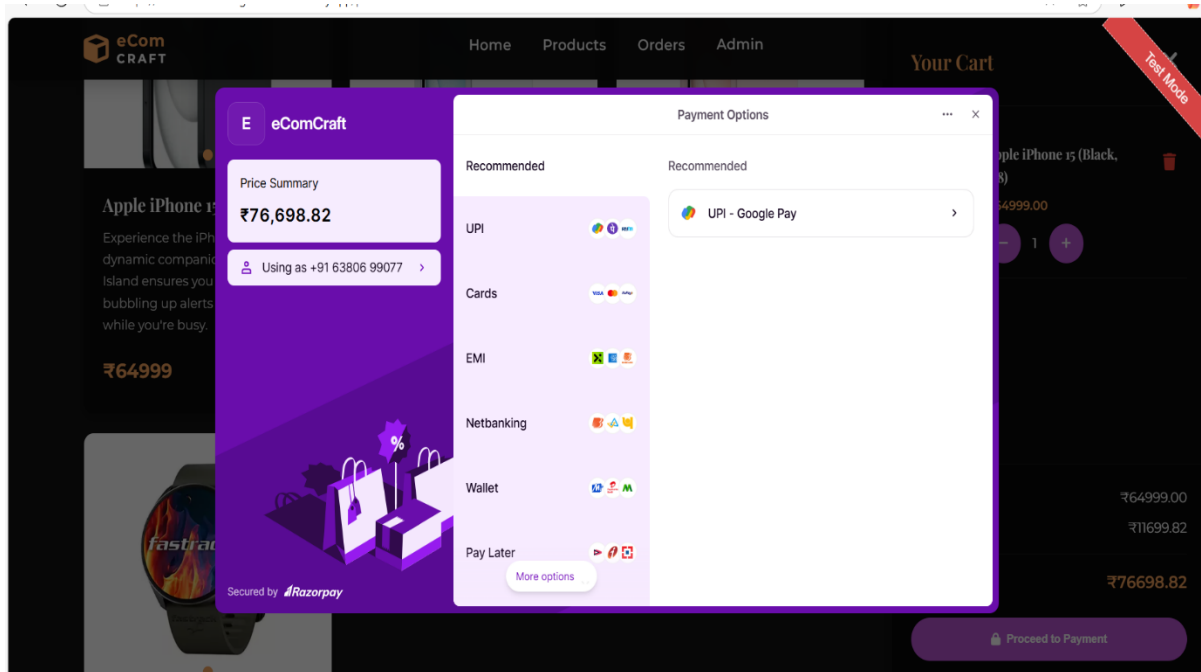 eCom
CRAFT
Home Products Orders Admin
Your Cart
Test Mode
E eComCraft
Price Summary
₹76,698.82
Using as +91 63806 99077
Secured by Razorpay
Payment Options
Recommended
UPI
Cards
EMI
Netbanking
Wallet
Pay Later
More options
Recommended
UPI - Google Pay
Apple iPhone 15
Experience the
dynamic
Island ensures you
bubbling up alerts
while you're busy.
₹64999
fastrac
ple iPhone 15 (Black,
8)
4999.00
− 1 +
₹64999.00
₹11699.82
₹76698.82
Proceed to Payment